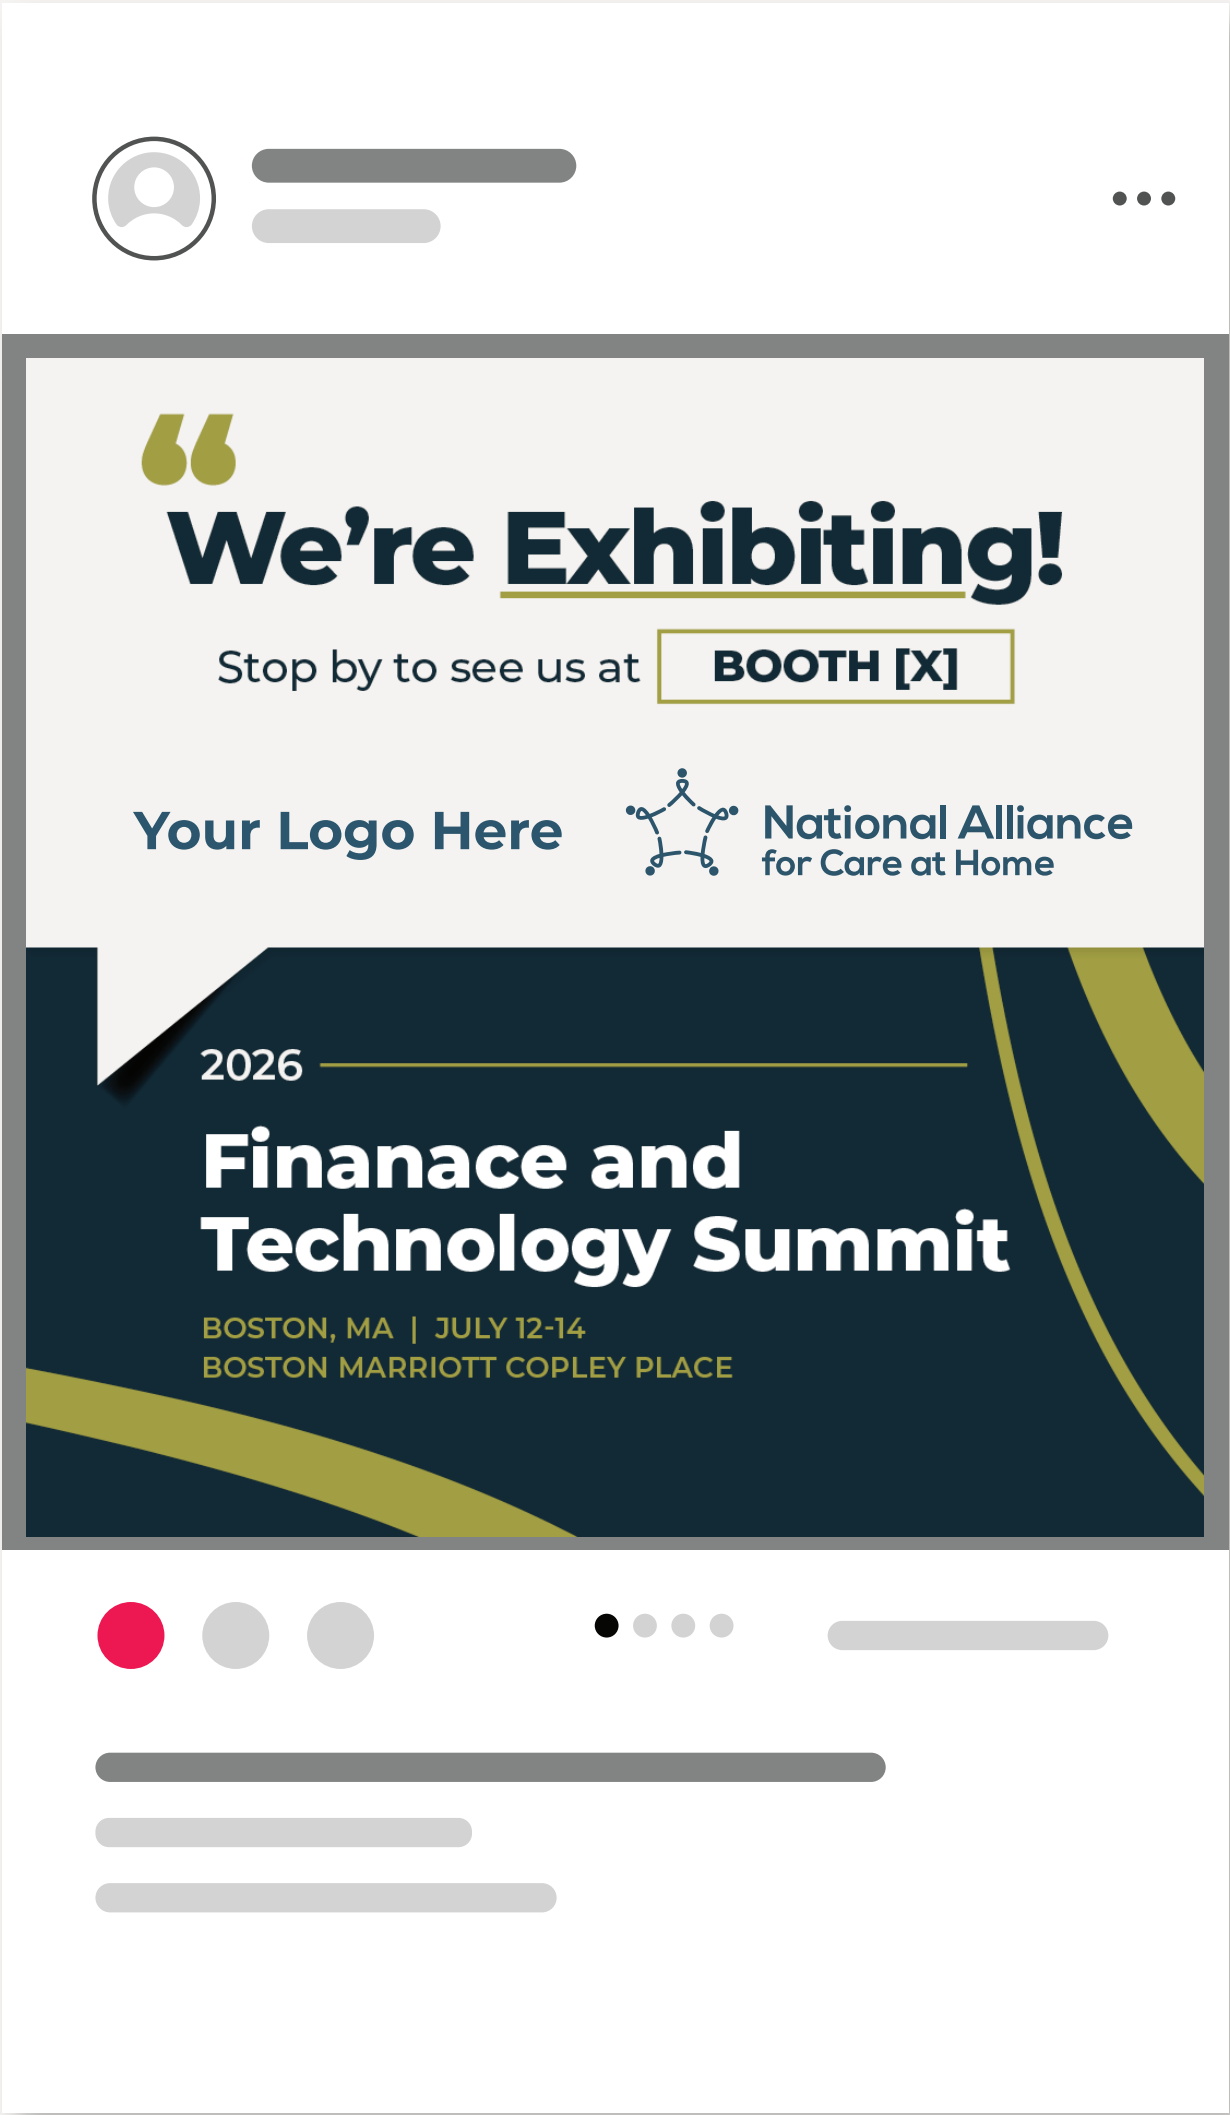 “
We’re Exhibiting!
Stop by to see us at BOOTH [X]
Your Logo Here
National Alliance
for Care at Home
2026
Finanace and
Technology Summit
BOSTON, MA | JULY 12-14
BOSTON MARRIOTT COPLEY PLACE